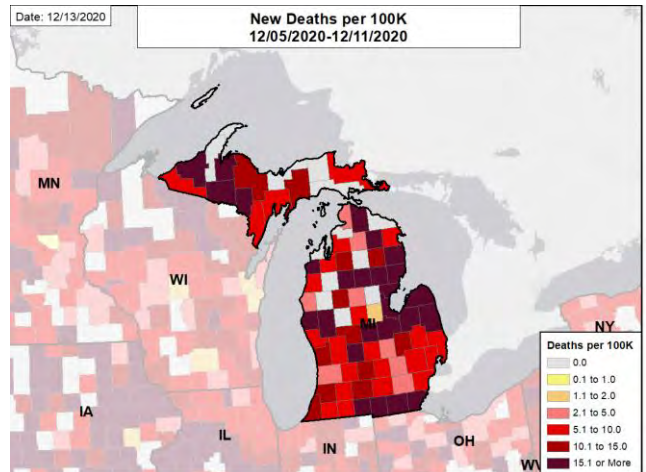 Date: 12/13/2020
New Deaths per 100K
12/05/2020-12/11/2020
MN
WI
MI
NY
IA
IL
IN
OH
WV
Deaths per 100K
0.0
0.1 to 1.0
1.1 to 2.0
2.1 to 5.0
5.1 to 10.0
10.1 to 15.0
15.1 or More